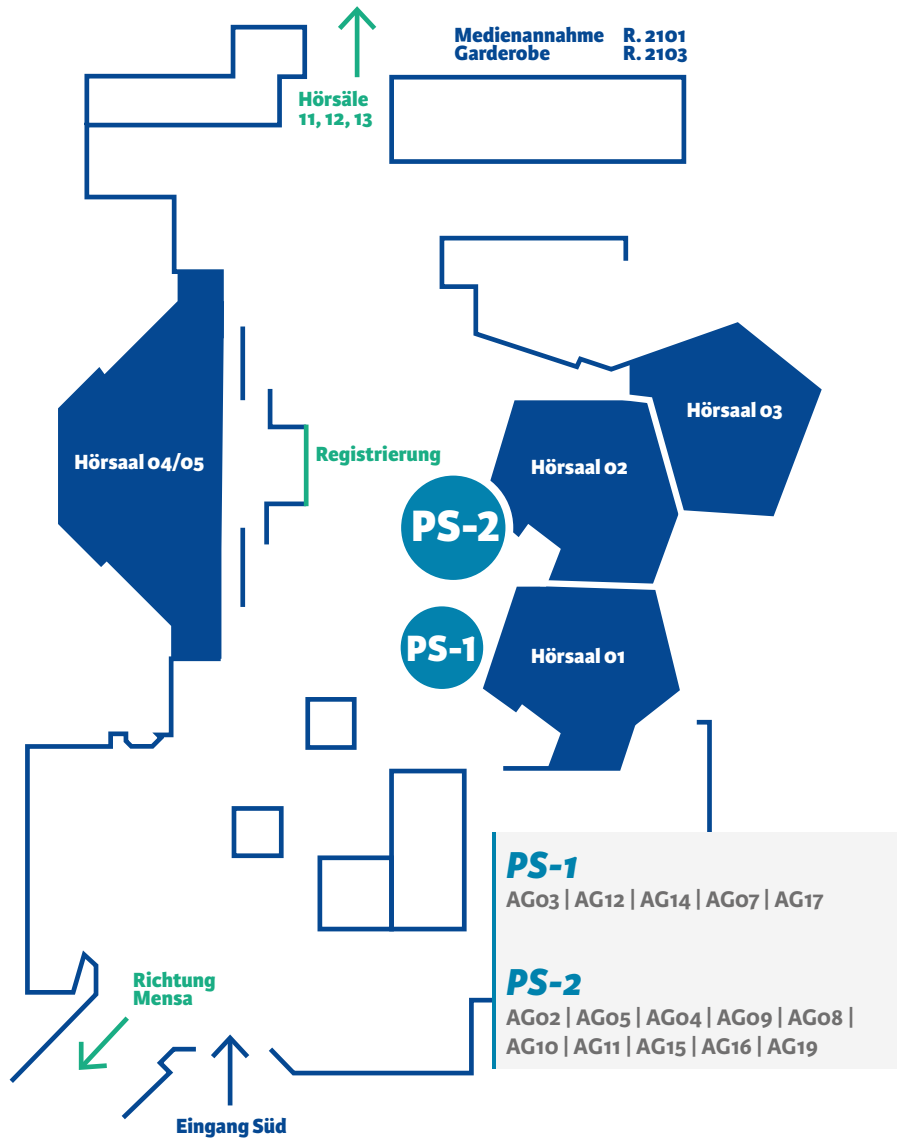 Medienannahme R. 2101
Garderobe R. 2103
Hörsäle
11, 12, 13
Hörsaal 03
Hörsaal 04/05
Registrierung
Hörsaal 02
PS-2
PS-1
Hörsaal 01
PS-1
AG03 | AG12 | AG14 | AG07 | AG17
PS-2
AG02 | AG05 | AG04 | AG09 | AG08 |
AG10 | AG11 | AG15 | AG16 | AG19
Richtung
Mensa
Eingang Süd